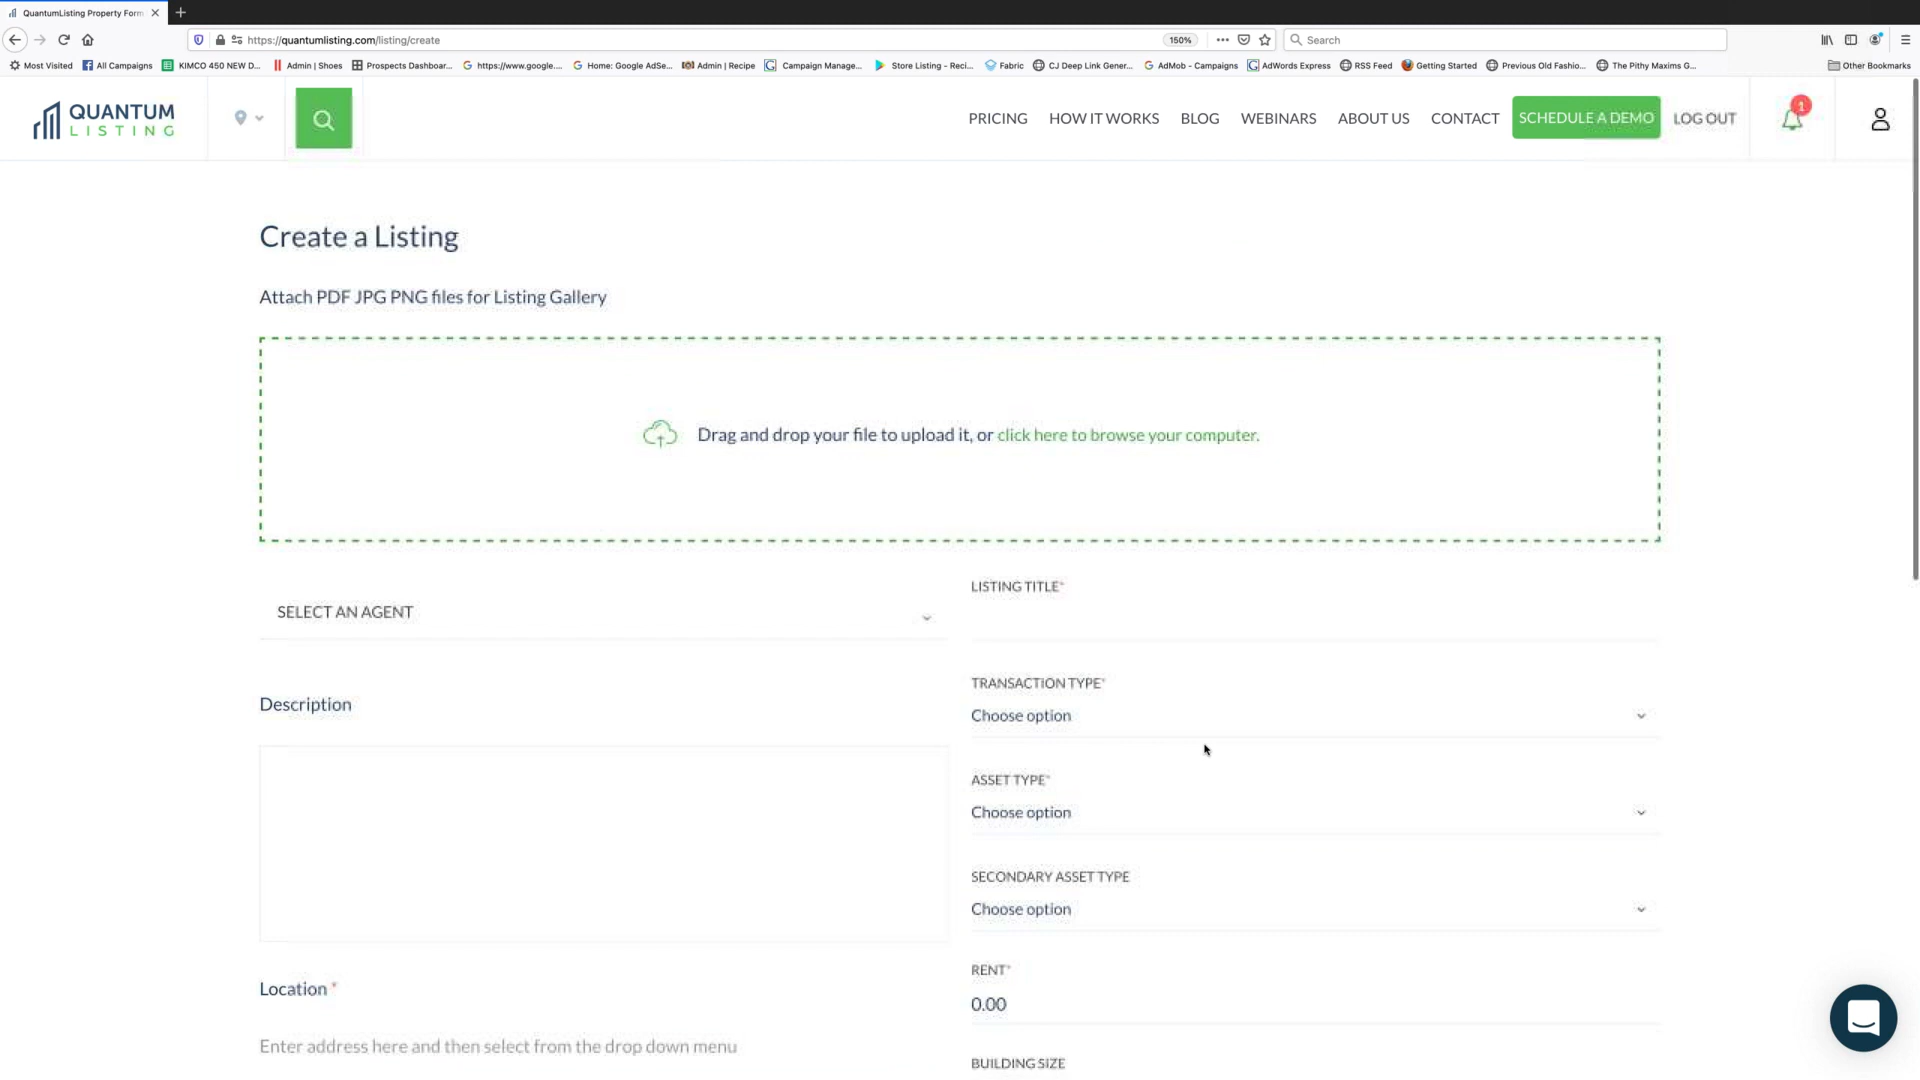 QuantumListing Property Form
https://quantumlisting.com/listing/create
150%
Search
Most Visited
All Campaigns
KIMCO 450 NEW D...
Admin | Shoes
Prospects Dashboar...
https://www.google....
Home: Google AdSe...
Admin | Recipe
Campaign Manage...
Store Listing - Reci...
Fabric
CJ Deep Link Gener...
AdMob - Campaigns
AdWords Express
RSS Feed
Getting Started
Previous Old Fashio...
The Pithy Maxims G...
Other Bookmarks
QUANTUM
LISTING
PRICING
HOW IT WORKS
BLOG
WEBINARS
ABOUT US
CONTACT
SCHEDULE A DEMO
LOG OUT
1
Create a Listing
Attach PDF JPG PNG files for Listing Gallery
Drag and drop your file to upload it, or click here to browse your computer.
SELECT AN AGENT
LISTING TITLE*
TRANSACTION TYPE*
Choose option
Description
ASSET TYPE*
Choose option
SECONDARY ASSET TYPE
Choose option
RENT*
0.00
Location *
Enter address here and then select from the drop down menu
BUILDING SIZE